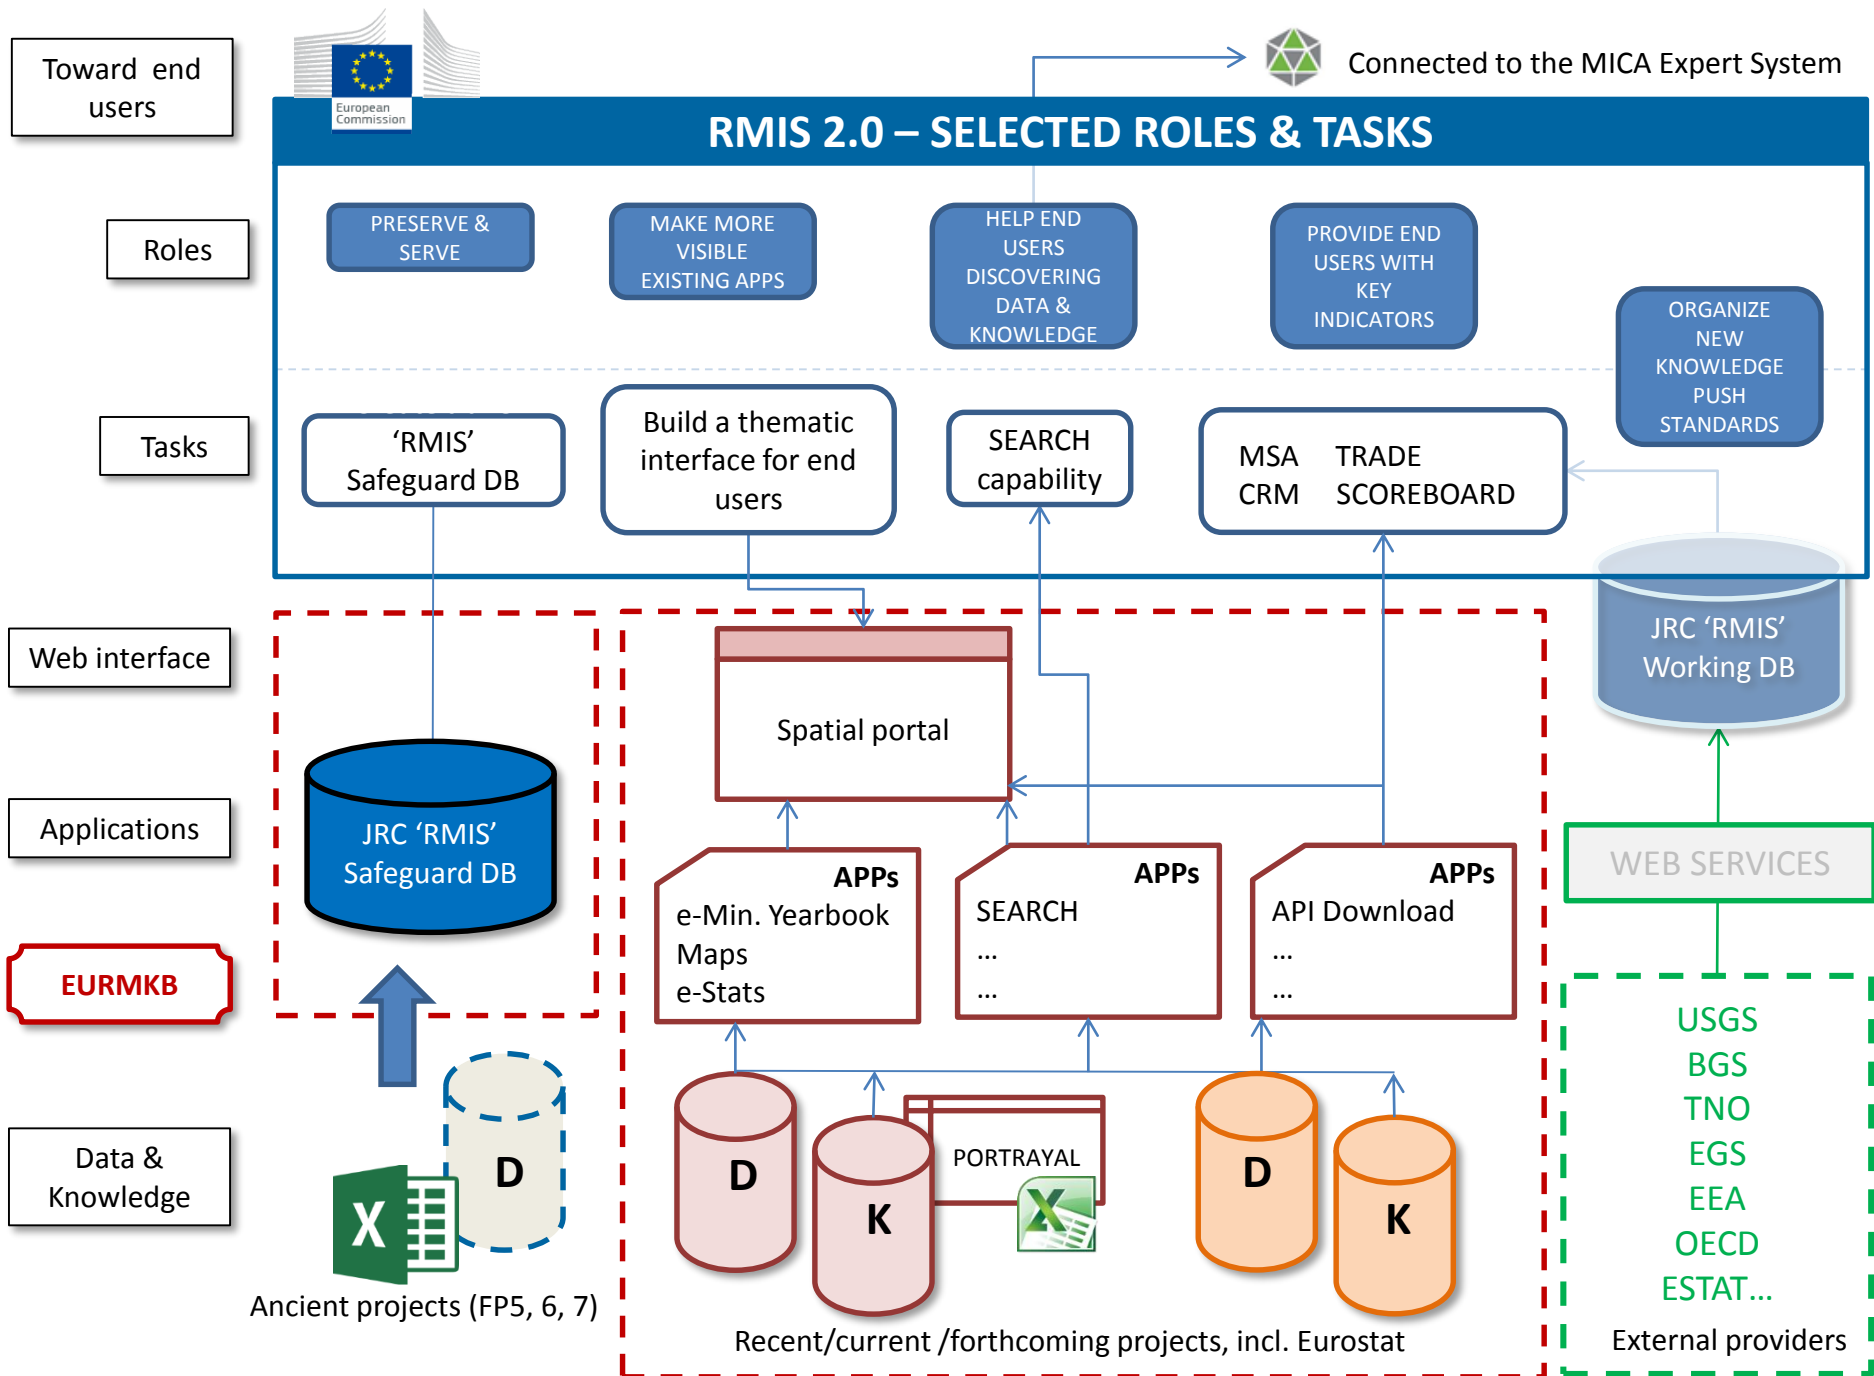 Toward end
users
European
Commission
Connected to the MICA Expert System
RMIS 2.0 – SELECTED ROLES & TASKS
Roles
PRESERVE &
SERVE
MAKE MORE
VISIBLE
EXISTING APPS
HELP END
USERS
DISCOVERING
DATA &
KNOWLEDGE
PROVIDE END
USERS WITH
KEY
INDICATORS
ORGANIZE
NEW
KNOWLEDGE
PUSH
STANDARDS
Tasks
‘RMIS’
Safeguard DB
Build a thematic
interface for end
users
SEARCH
capability
MSA TRADE
CRM SCOREBOARD
Web interface
Spatial portal
JRC ‘RMIS’
Working DB
Applications
JRC ‘RMIS’
Safeguard DB
APPs
e-Min. Yearbook
Maps
e-Stats
APPs
SEARCH
...
...
APPs
API Download
...
...
WEB SERVICES
EURMKB
Data &
Knowledge
D
X
Ancient projects (FP5, 6, 7)
D
K
PORTRAYAL
X
D
K
Recent/current /forthcoming projects, incl. Eurostat
USGS
BGS
TNO
EGS
EEA
OECD
ESTAT...
External providers